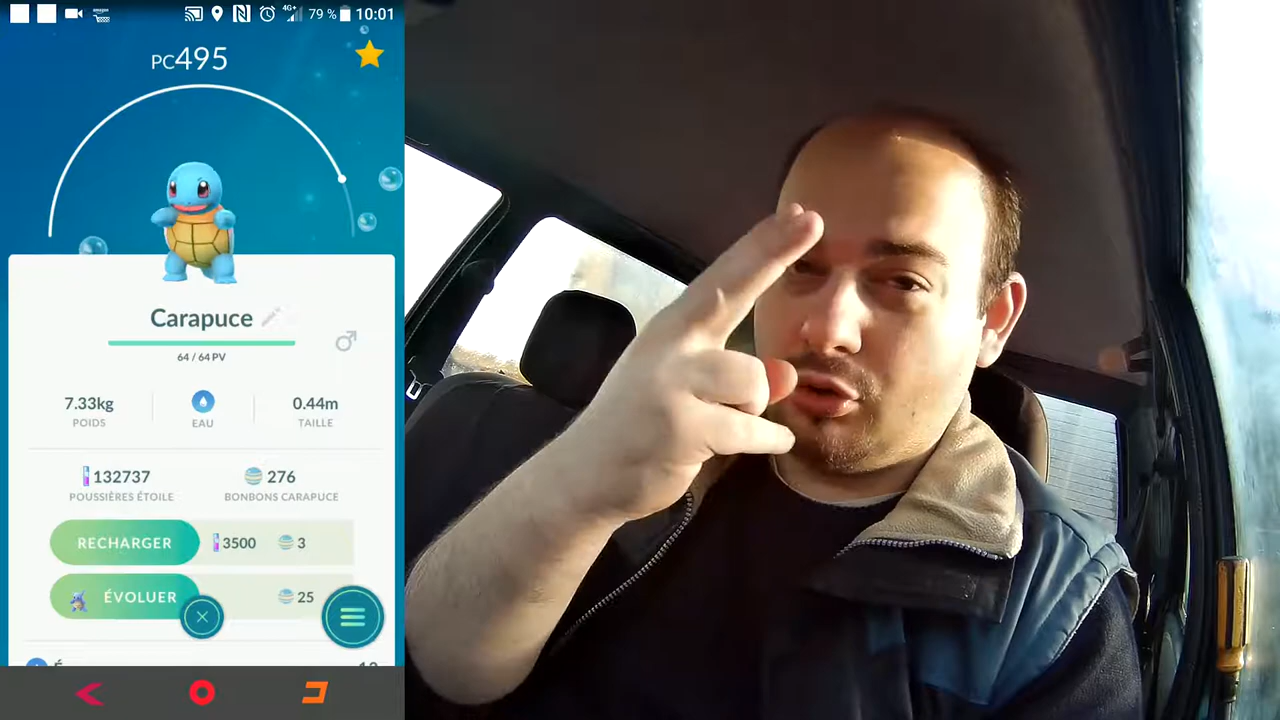 4G+ 79 % 10:01
PC495
Carapuce
64 / 64 PV
7.33kg
POIDS
EAU
0.44m
TAILLE
132737
POUSSIÈRES ÉTOILE
276
BONBONS CARAPUCE
RECHARGER 3500 3
ÉVOLUER 25